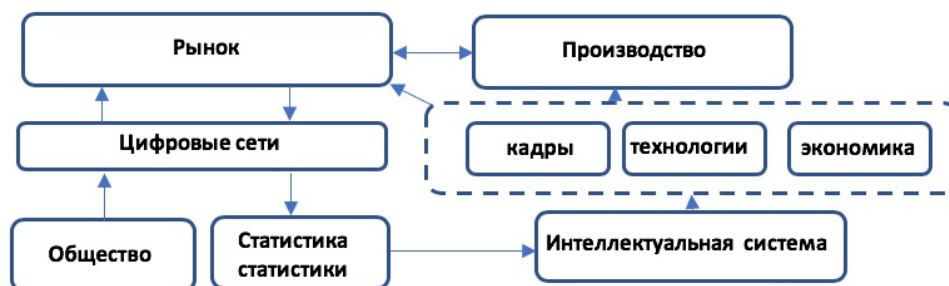 Рынок
Производство
Цифровые сети
кадры
технологии
экономика
Общество
Статистика
статистики
Интеллектуальная система